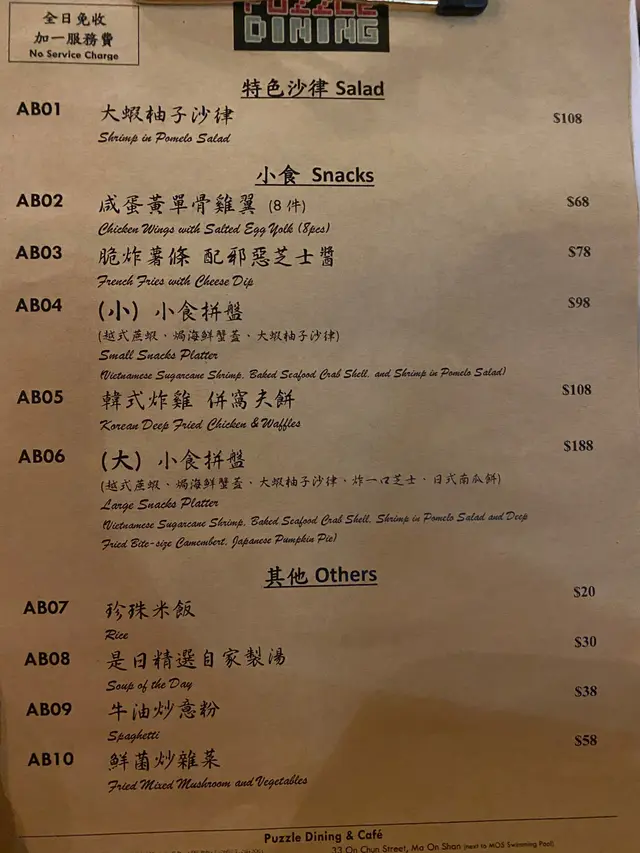 全日免收
加一服務費
No Service Charge
PUZZLE
DINING
特色沙律 Salad
AB01 大蝦柚子沙律 $108
Shrimp in Pomelo Salad
小食 Snacks
AB02 咸蛋黃單骨雞翼 (8 件) $68
Chicken Wings with Salted Egg Yolk (8pcs)
AB03 脆炸薯條 配邪惡芝士醬 $78
French Fries with Cheese Dip
AB04 (小) 小食拼盤 $98
(越式蔗蝦、焗海鮮蟹蓋、大蝦柚子沙律)
Small Snacks Platter
(Vietnamese Sugarcane Shrimp, Baked Seafood Crab Shell, and Shrimp in Pomelo Salad)
AB05 韓式炸雞 併窩夫餅 $108
Korean Deep Fried Chicken & Waffles
AB06 (大) 小食拼盤 $188
(越式蔗蝦、焗海鮮蟹蓋、大蝦柚子沙律、炸一口芝士、日式南瓜餅)
Large Snacks Platter
(Vietnamese Sugarcane Shrimp, Baked Seafood Crab Shell, Shrimp in Pomelo Salad and Deep
Fried Bite-size Camembert, Japanese Pumpkin Pie)
其他 Others
AB07 珍珠米飯 $20
Rice
AB08 是日精選自家製湯 $30
Soup of the Day
AB09 牛油炒意粉 $38
Spaghetti
AB10 鮮菌炒雜菜 $58
Fried Mixed Mushroom and Vegetables
Puzzle Dining & Café
33 On Chun Street, Ma On Shan (next to MOS Swimming Pool)